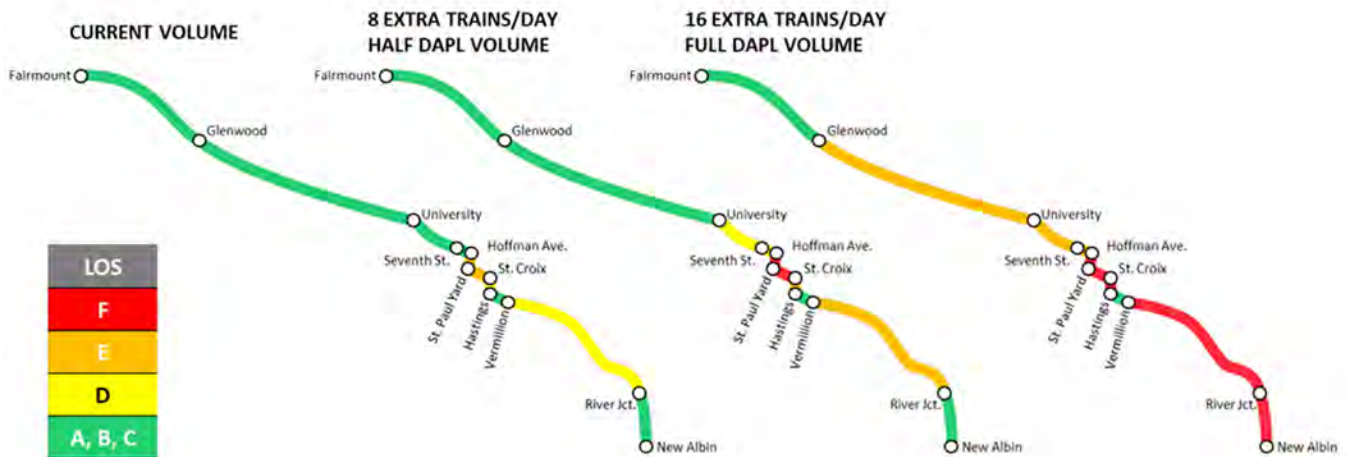 CURRENT VOLUME
8 EXTRA TRAINS/DAY
HALF DAPL VOLUME
16 EXTRA TRAINS/DAY
FULL DAPL VOLUME
Fairmount
Glenwood
University
Hoffman Ave.
Seventh St.
St. Croix
St. Paul Yard
Hastings
Vermillion
River Jct.
New Albin
Fairmount
Glenwood
University
Hoffman Ave.
Seventh St.
St. Croix
St. Paul Yard
Hastings
Vermillion
River Jct.
New Albin
Fairmount
Glenwood
University
Hoffman Ave.
Seventh St.
St. Croix
St. Paul Yard
Hastings
Vermillion
River Jct.
New Albin
LOS
F
E
D
A, B, C